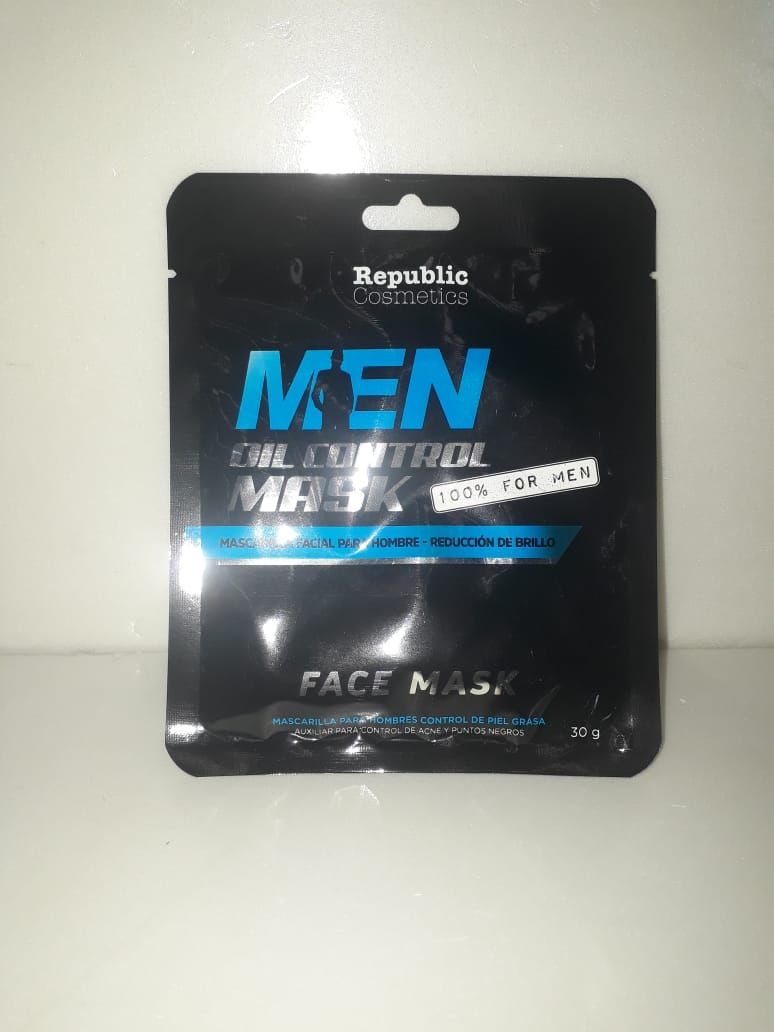 Republic
Cosmetics
MEN
OIL CONTROL
MASK
100% FOR MEN
MASCARILLA FACIAL PARA HOMBRE - REDUCCIÓN DE BRILLO
FACE MASK
MASCARILLA PARA HOMBRES CONTROL DE PIEL GRASA
AUXILIAR PARA CONTROL DE ACNE Y PUNTOS NEGROS
30 g